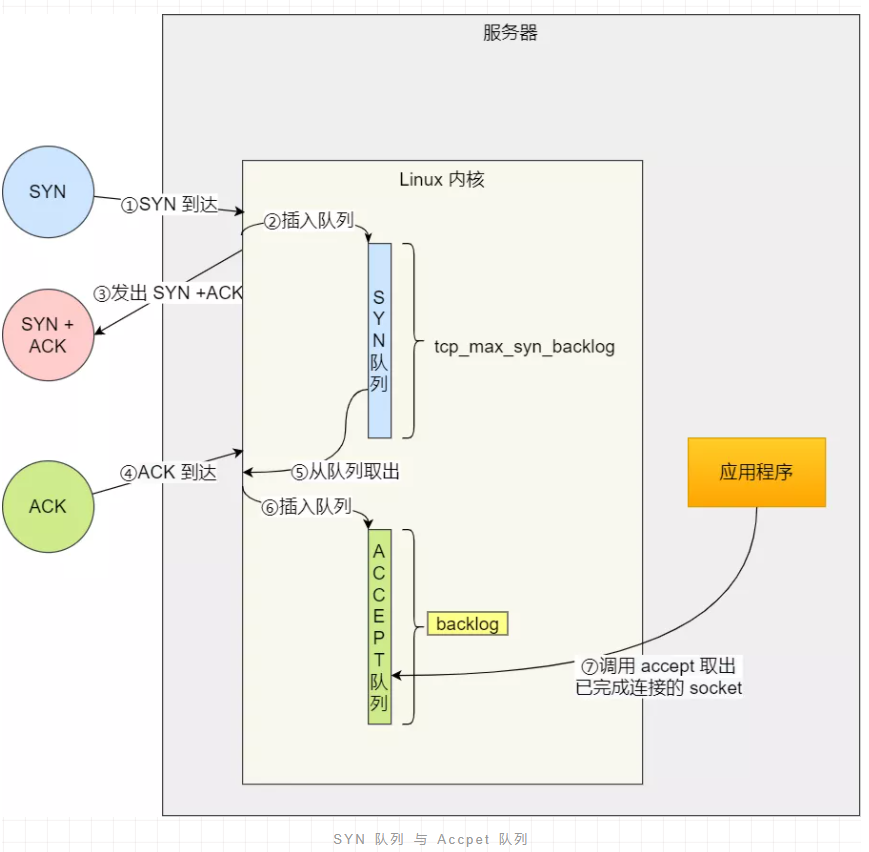 服务器
Linux 内核
SYN
①SYN 到达
②插入队列
③发出 SYN +ACK
SYN +
ACK
SYN队列
tcp_max_syn_backlog
④ACK 到达
⑤从队列取出
应用程序
ACK
⑥插入队列
ACCEPT队列
backlog
⑦调用 accept 取出
已完成连接的 socket
SYN 队列 与 Accpet 队列